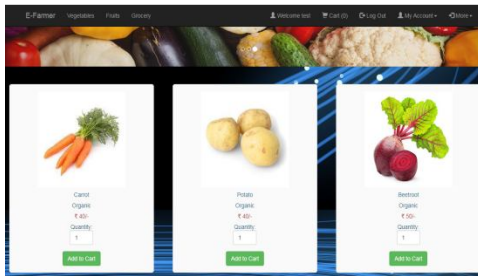 E-Farmer Vegetables Fruits Grocery Welcome test Cart (0) Log Out My Account More
Carrot
Organic
₹ 40/-
Quantity
1
Add to Cart
Potato
Organic
₹ 40/-
Quantity
1
Add to Cart
Beetroot
Organic
₹ 50/-
Quantity
1
Add to Cart